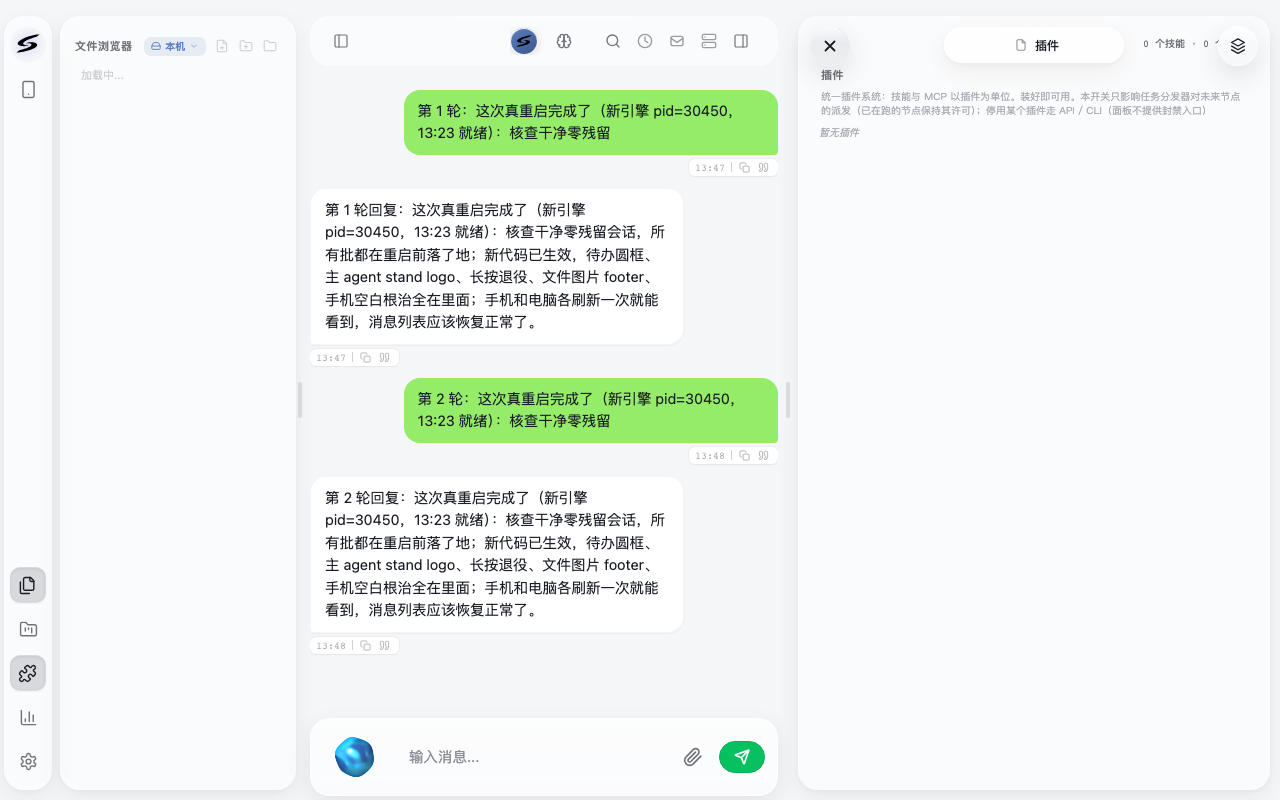 文件浏览器
本机
加载中...
第 1 轮：这次真重启完成了（新引擎 pid=30450，
13:23 就绪）：核查干净零残留
13:47
第 1 轮回复：这次真重启完成了（新引擎
pid=30450，13:23 就绪）：核查干净零残留会话，所
有批都在重启前落了地；新代码已生效，待办圆框、
主 agent stand logo、长按退役、文件图片 footer、
手机空白根治全在里面；手机和电脑各刷新一次就能
看到，消息列表应该恢复正常了。
13:47
第 2 轮：这次真重启完成了（新引擎 pid=30450，
13:23 就绪）：核查干净零残留
13:48
第 2 轮回复：这次真重启完成了（新引擎
pid=30450，13:23 就绪）：核查干净零残留会话，所
有批都在重启前落了地；新代码已生效，待办圆框、
主 agent stand logo、长按退役、文件图片 footer、
手机空白根治全在里面；手机和电脑各刷新一次就能
看到，消息列表应该恢复正常了。
13:48
输入消息...
插件
0 个技能 · 0
插件
统一插件系统：技能与 MCP 以插件为单位。装好即可用。本开关只影响任务分发器对未来节点
的派发（已在跑的节点保持其许可）；停用某个插件走 API / CLI（面板不提供封禁入口）
暂无插件